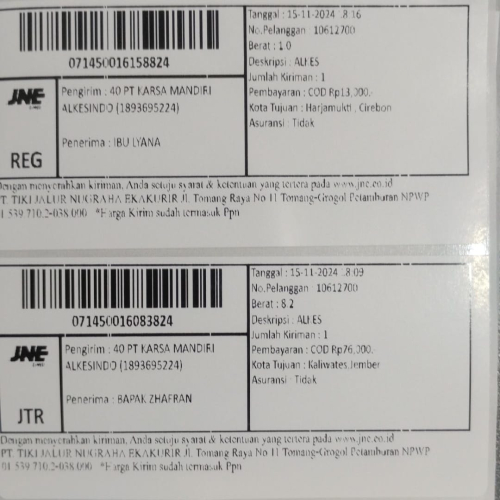 071450016158824
JNE
REG
Pengirim : 40 PT KARSA MANDIRI
ALKESINDO (1893695224)
Penerima : IBU LYANA
Tanggal : 15-11-2024
No.Pelanggan : 10612700
Berat : 1.0
Deskripsi : ALKES
Jumlah Kiriman : 1
Pembayaran : COD Rp13,000.
Kota Tujuan : Harjamukti , Cirebon
Asuransi : Tidak
Dengan menyerahkan kiriman, Anda setuju syarat & ketentuan yang tertera pada www.jne.co.id
PT. TIKI JALUR NUGRAHA EKAKURIR Jl. Tomang Raya No 11 Tomang-Grogol Petamburan NPWP
01 539 710.2-038 000 *Harga Kirim sudah termasuk Ppn
071450016083824
JNE
JTR
Pengirim : 40 PT KARSA MANDIRI
ALKESINDO (1893695224)
Penerima : BAPAK ZHAFRAN
Tanggal : 15-11-2024
No.Pelanggan : 10612700
Berat : 8.2
Deskripsi : ALKES
Jumlah Kiriman : 1
Pembayaran : COD Rp76,000.
Kota Tujuan : Kaliwates,Jember
Asuransi : Tidak
Dengan menyerahkan kiriman, Anda setuju syarat & ketentuan yang tertera pada www.jne.co.id
PT. TIKI JALUR NUGRAHA EKAKURIR Jl. Tomang Raya No 11 Tomang-Grogol Petamburan NPWP
01 539 710.2-038 000 *Harga Kirim sudah termasuk Ppn